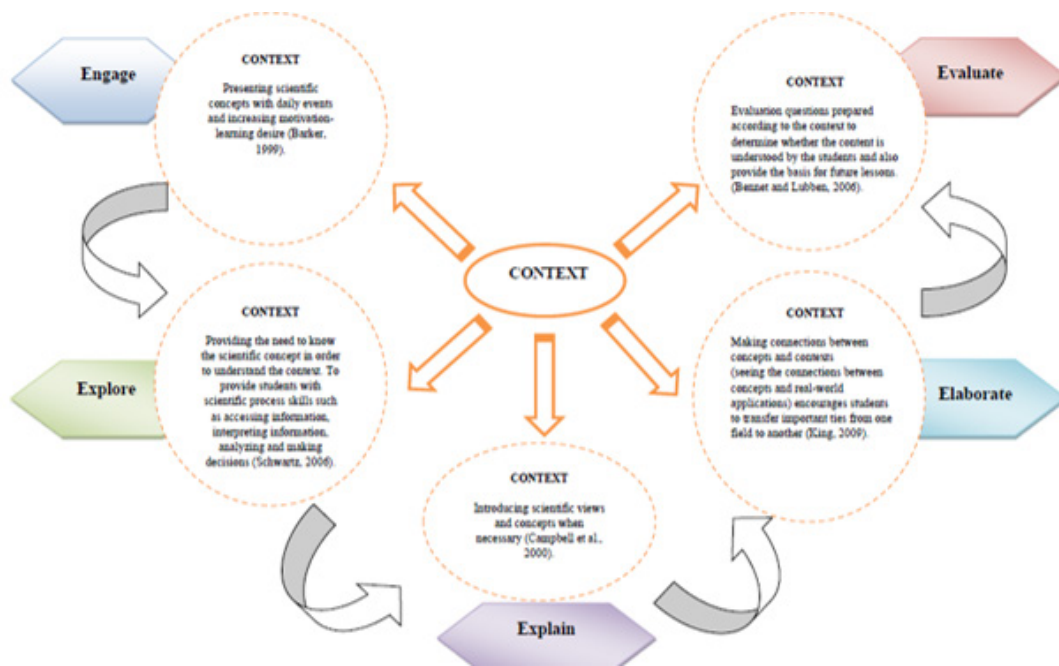 Engage
CONTEXT
Presenting scientific
concepts with daily events
and increasing motivation-
learning desire (Barker,
1999).
Explore
CONTEXT
Providing the need to know
the scientific concept in order
to understand the context. To
provide students with
scientific process skills such
as accessing information,
interpreting information,
analyzing and making
decisions (Schwartz, 2006).
CONTEXT
CONTEXT
Introducing scientific views
and concepts when
necessary (Campbell et al.,
2000).
Explain
CONTEXT
Making connections between
concepts and contexts
(seeing the connections between
concepts and real-world
applications) encourages students
to transfer important ties from one
field to another (King, 2009).
Elaborate
CONTEXT
Evaluation questions prepared
according to the context to
determine whether the content is
understood by the students and also
provide the basis for future lessons.
(Bennet and Lubben, 2006).
Evaluate